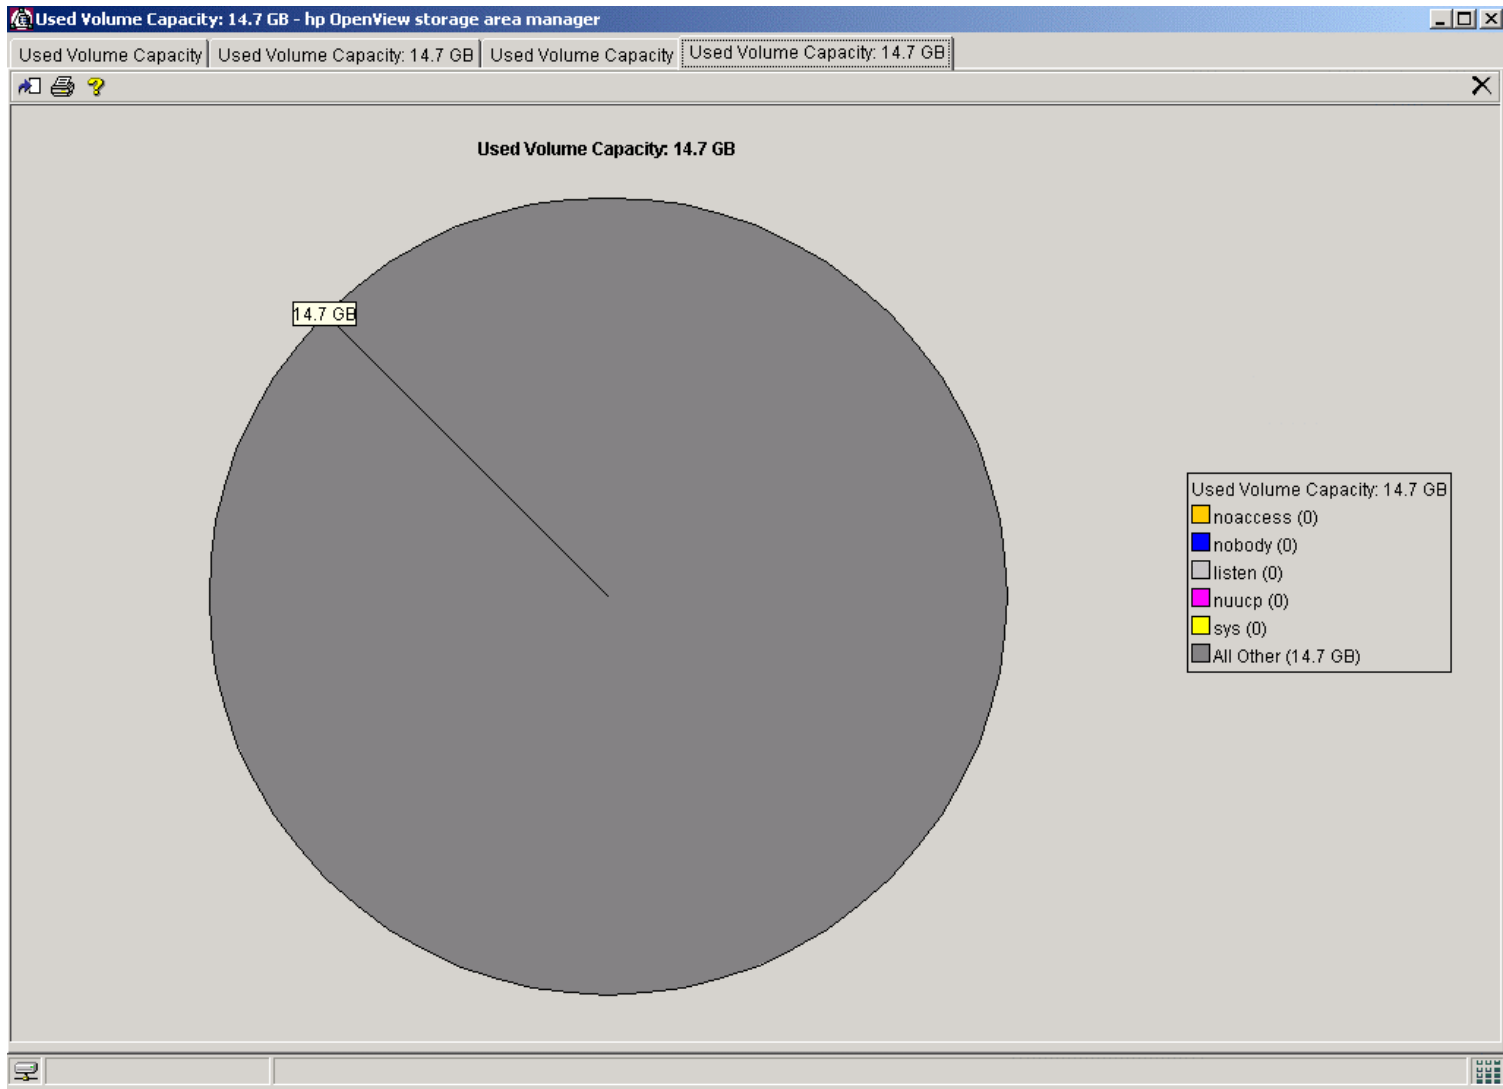 Used Volume Capacity: 14.7 GB - hp OpenView storage area manager
Used Volume Capacity Used Volume Capacity: 14.7 GB Used Volume Capacity Used Volume Capacity: 14.7 GB
Used Volume Capacity: 14.7 GB
14.7 GB
Used Volume Capacity: 14.7 GB
noaccess (0)
nobody (0)
listen (0)
nuucp (0)
sys (0)
All Other (14.7 GB)